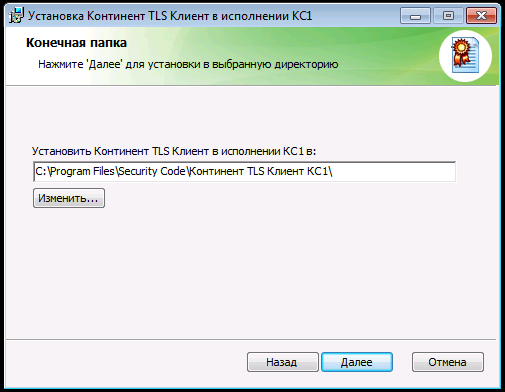 Установка Континент TLS Клиент в исполнении КС1
Конечная папка
Нажмите 'Далее' для установки в выбранную директорию
Установить Континент TLS Клиент в исполнении КС1 в:
C:\Program Files\Security Code\Континент TLS Клиент КС1\
Изменить...
Назад Далее Отмена